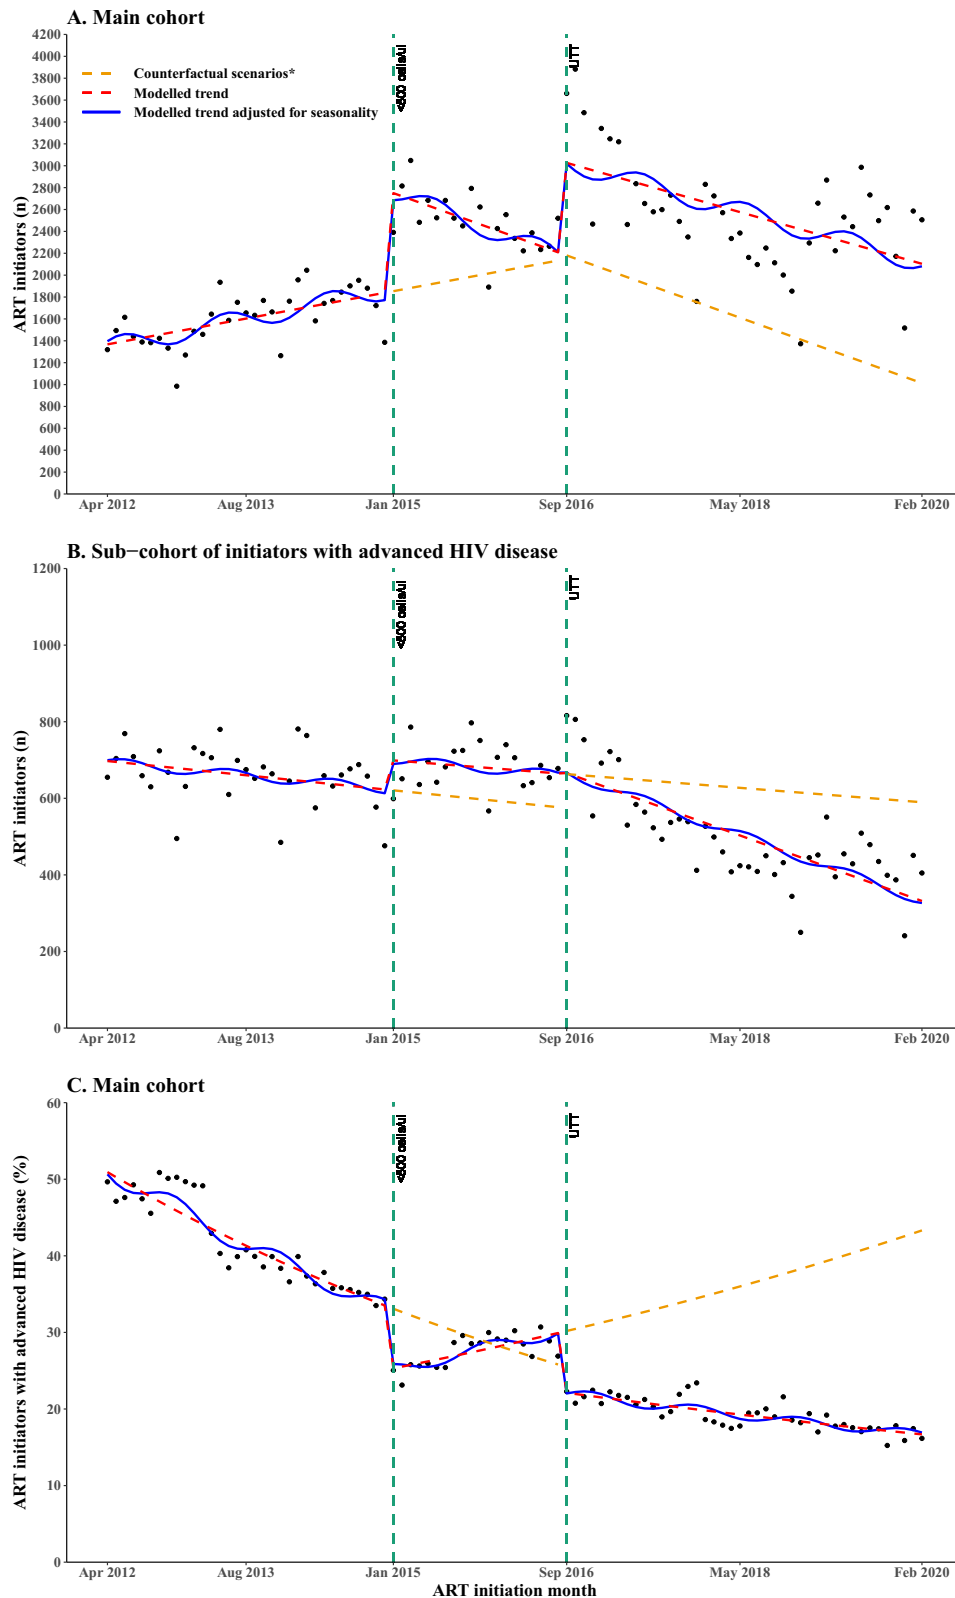 A. Main cohort
4200
4000
3800
3600
3400
3200
3000
2800
2600
2400
2200
2000
1800
1600
1400
1200
1000
800
600
400
200
0
ART initiators (n)
Counterfactual scenarios*
Modelled trend
Modelled trend adjusted for seasonality
<500 cells/ul
UTT
Apr 2012 Aug 2013 Jan 2015 Sep 2016 May 2018 Feb 2020
B. Sub−cohort of initiators with advanced HIV disease
1200
1000
800
600
400
200
0
ART initiators (n)
<500 cells/ul
UTT
Apr 2012 Aug 2013 Jan 2015 Sep 2016 May 2018 Feb 2020
C. Main cohort
60
50
40
30
20
10
0
ART initiators with advanced HIV disease (%)
<500 cells/ul
UTT
Apr 2012 Aug 2013 Jan 2015 Sep 2016 May 2018 Feb 2020
ART initiation month